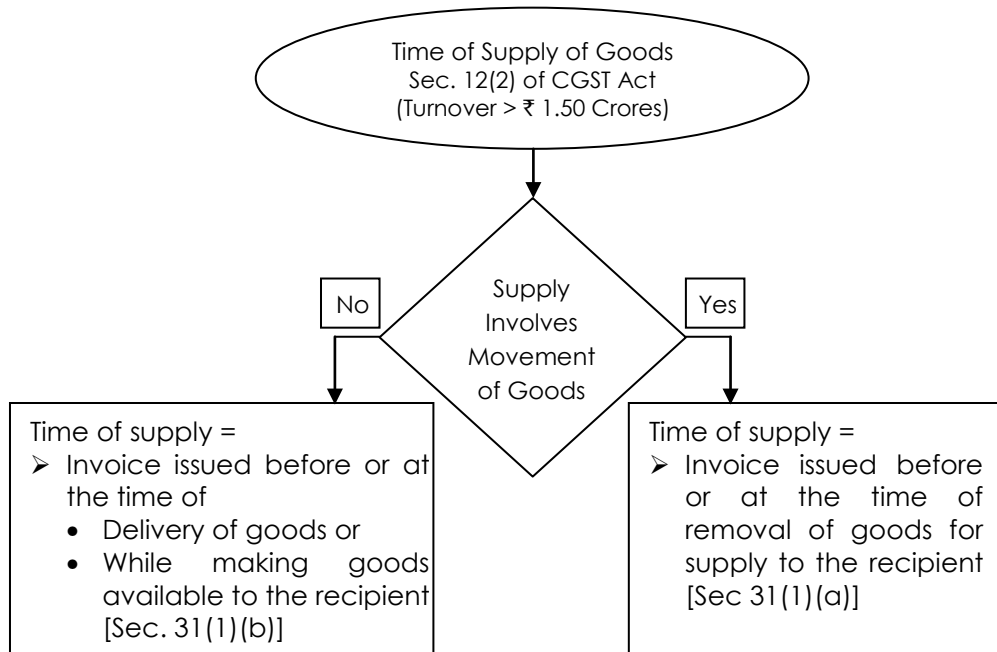 Time of Supply of Goods
Sec. 12(2) of CGST Act
(Turnover > ₹ 1.50 Crores)
No
Supply
Involves
Movement
of Goods
Yes
Time of supply =
➢ Invoice issued before or at
the time of
• Delivery of goods or
• While making goods
available to the recipient
[Sec. 31(1)(b)]
Time of supply =
➢ Invoice issued before
or at the time of
removal of goods for
supply to the recipient
[Sec 31(1)(a)]